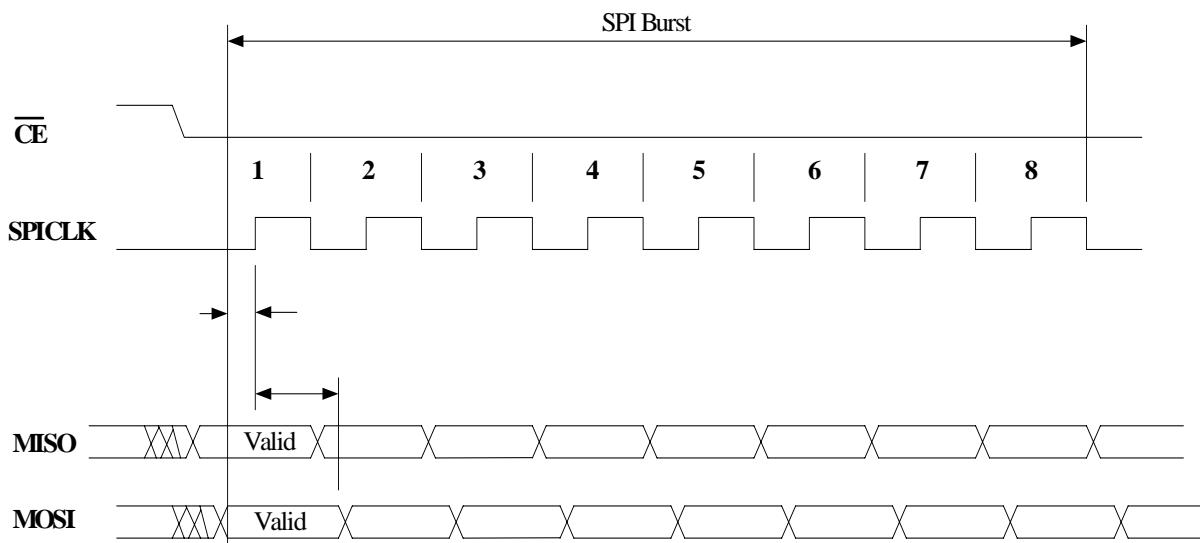 SPI Burst
CE
1 2 3 4 5 6 7 8
SPICLK
MISO Valid
MOSI Valid